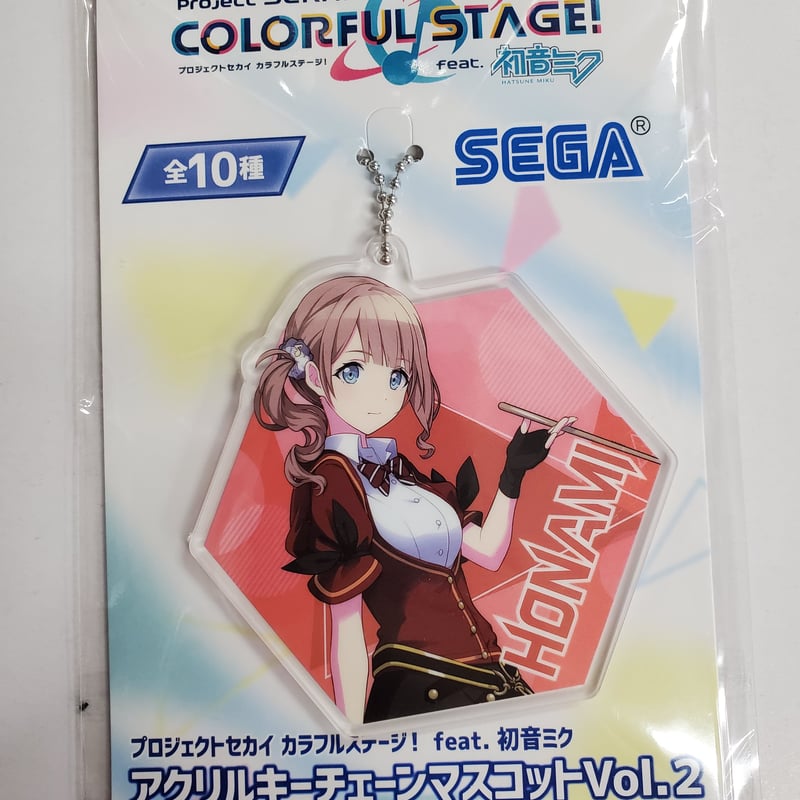 Project SEKAI
COLORFUL STAGE!
プロジェクトセカイ カラフルステージ!
feat. 初音ミク
HATSUNE MIKU
全10種
SEGA®
HONAMI
プロジェクトセカイ カラフルステージ! feat. 初音ミク
アクリルキーチェーンマスコットVol.2